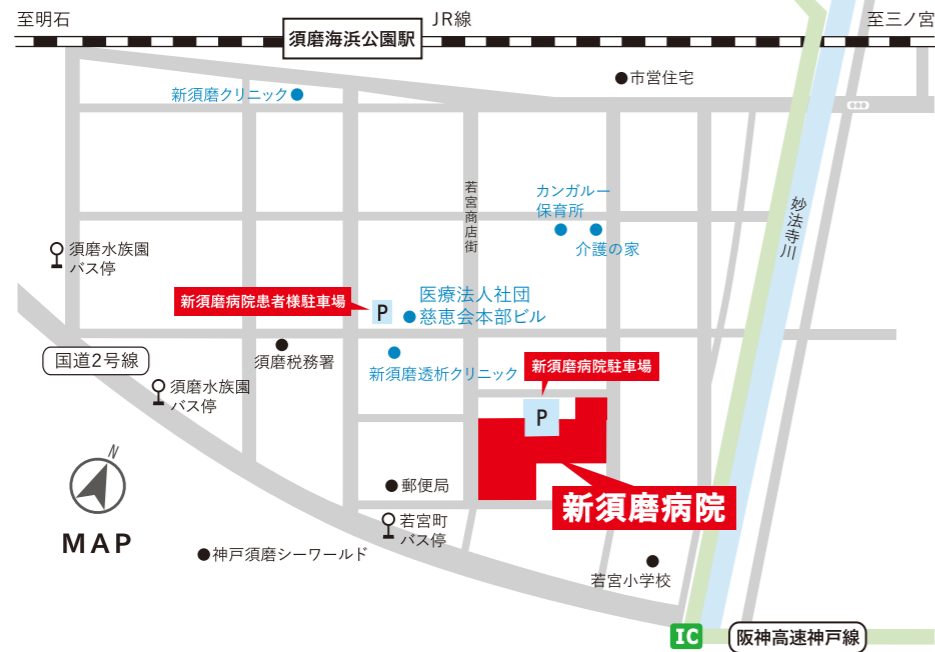 至明石
JR線
至三ノ宮
須磨海浜公園駅
市営住宅
新須磨クリニック
若宮商店街
カンガルー
保育所
介護の家
妙法寺川
須磨水族園
バス停
新須磨病院患者様駐車場
P
医療法人社団
慈恵会本部ビル
国道2号線
須磨税務署
新須磨透析クリニック
新須磨病院駐車場
P
須磨水族園
バス停
N
MAP
郵便局
新須磨病院
若宮町
バス停
神戸須磨シーワールド
若宮小学校
IC
阪神高速神戸線